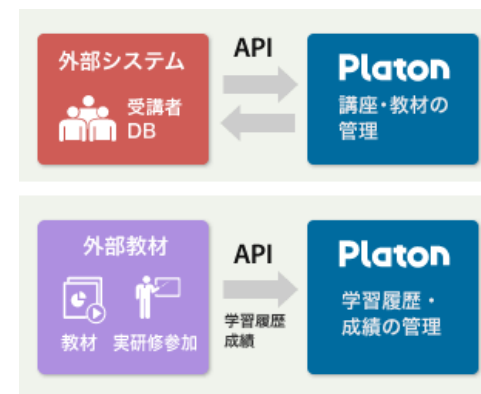 外部システム
受講者
DB
API
Platon
講座・教材の
管理
外部教材
教材 実研修参加
API
学習履歴
成績
Platon
学習履歴・
成績の管理